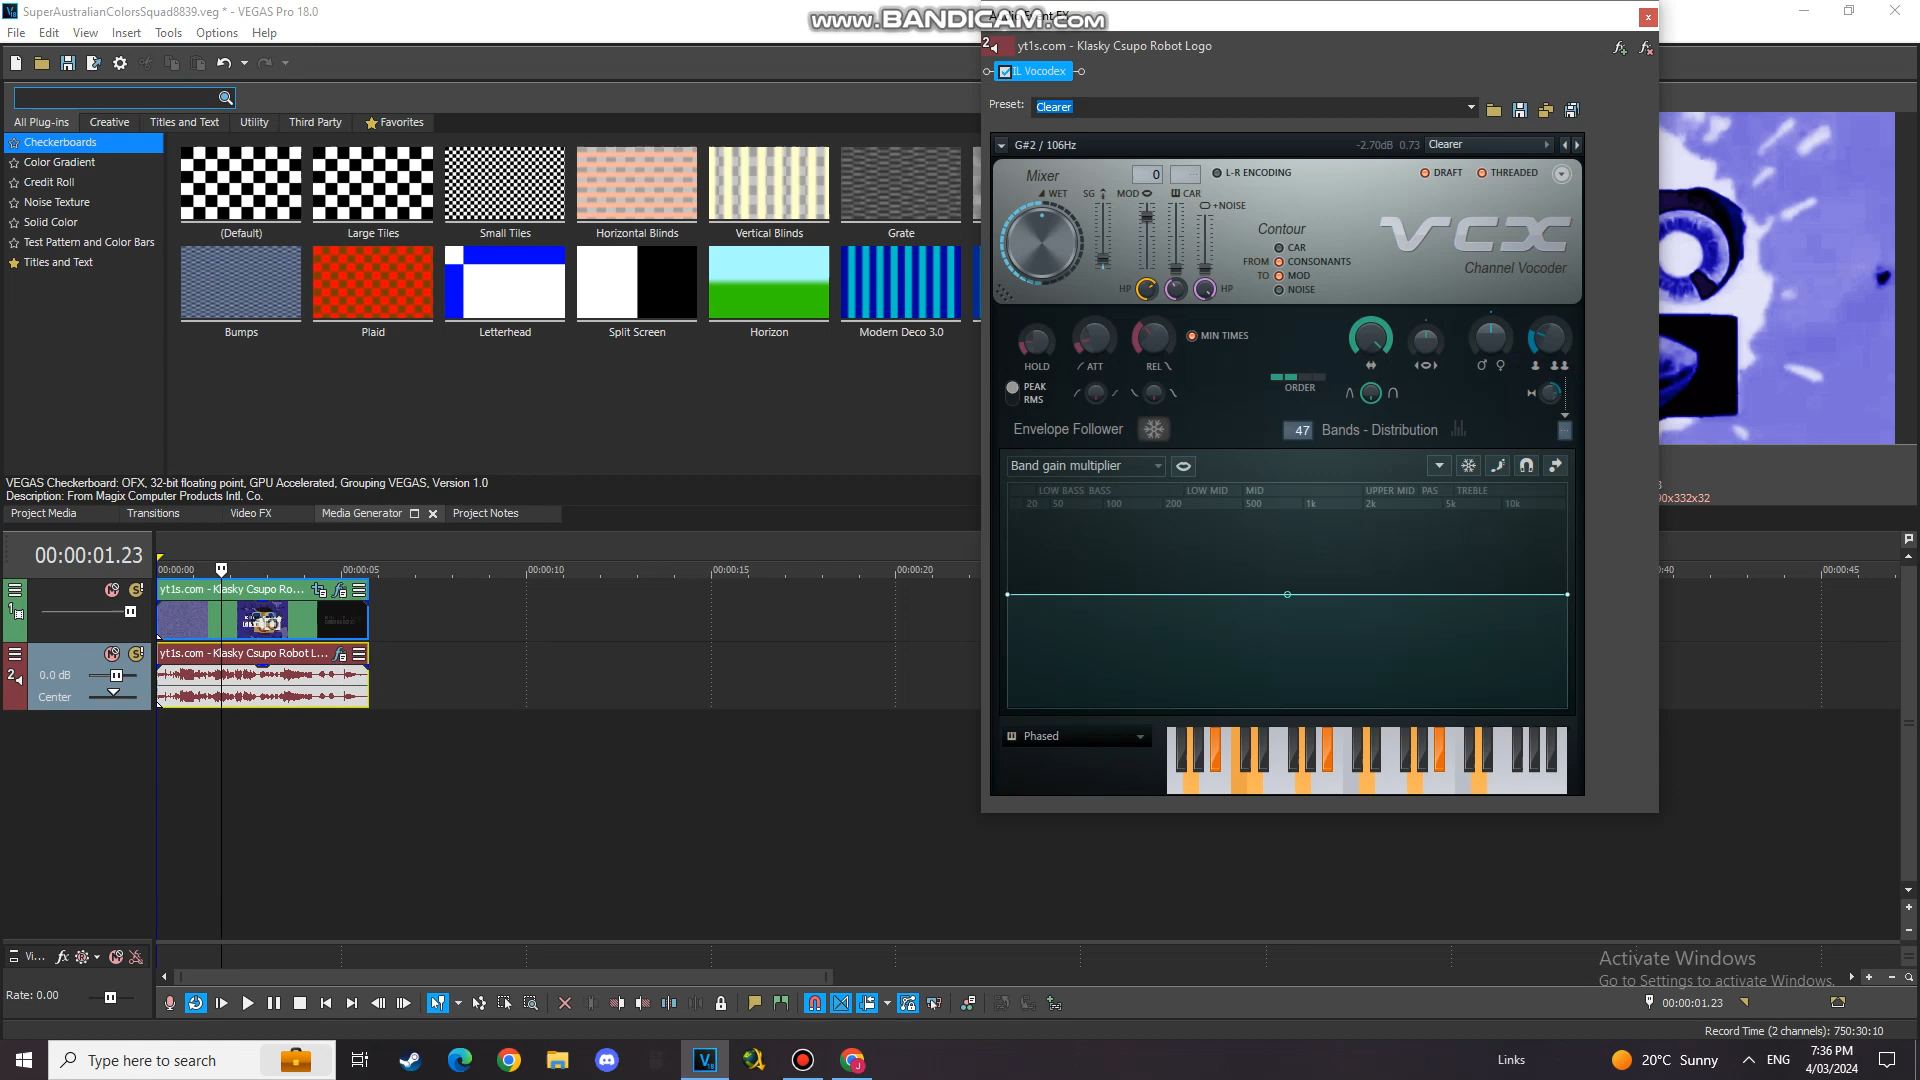 SuperAustralianColorsSquad8839.veg * - VEGAS Pro 18.0
www.BANDICAM.com
File Edit View Insert Tools Options Help
yt1s.com - Klasky Csupo Robot Logo
IL Vocodex
Preset: Clearer
All Plug-ins Creative Titles and Text Utility Third Party Favorites
Checkerboards
Color Gradient
Credit Roll
Noise Texture
Solid Color
Test Pattern and Color Bars
Titles and Text
(Default) Large Tiles Small Tiles Horizontal Blinds Vertical Blinds Grate
Bumps Plaid Letterhead Split Screen Horizon Modern Deco 3.0
G#2 / 106Hz -2.70dB 0.73 Clearer
Mixer 0 L-R ENCODING DRAFT THREADED
WET SG MOD CAR
+NOISE
Contour VCX
CAR
FROM CONSONANTS Channel Vocoder
TO MOD
HP HP NOISE
MIN TIMES
HOLD ATT REL
PEAK
RMS
ORDER
Envelope Follower 47 Bands - Distribution
Band gain multiplier
LOW BASS BASS LOW MID MID UPPER MID PAS TREBLE
20 50 100 200 500 1k 2k 5k 10k
Phased
VEGAS Checkerboard: OFX, 32-bit floating point, GPU Accelerated, Grouping VEGAS, Version 1.0
Description: From Magix Computer Products Intl. Co.
Project Media Transitions Video FX Media Generator Project Notes
00:00:01.23
00:00:00 00:00:05 00:00:10 00:00:15 00:00:20 00:00:45
1 yt1s.com - Klasky Csupo Ro...
2 yt1s.com - Klasky Csupo Robot L...
0.0 dB
Center
Vi... fx
Rate: 0.00
Activate Windows
Go to Settings to activate Windows.
00:00:01.23
Record Time (2 channels): 750:30:10
Type here to search
Links
20°C Sunny
ENG
7:36 PM
4/03/2024